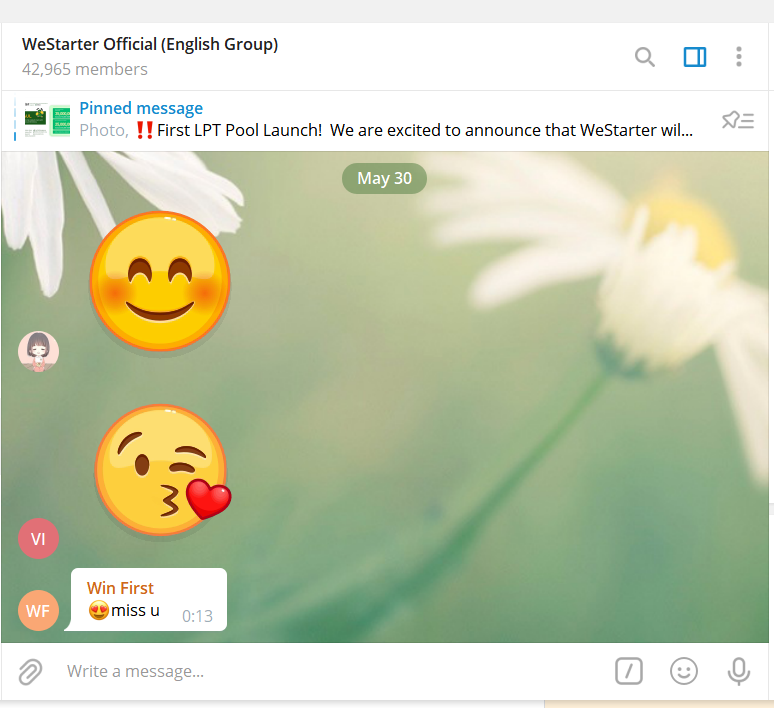 WeStarter Official (English Group)
42,965 members
Pinned message
Photo, ‼️First LPT Pool Launch! We are excited to announce that WeStarter wil...
May 30
VI
Win First
WF
😍miss u 0:13
Write a message...